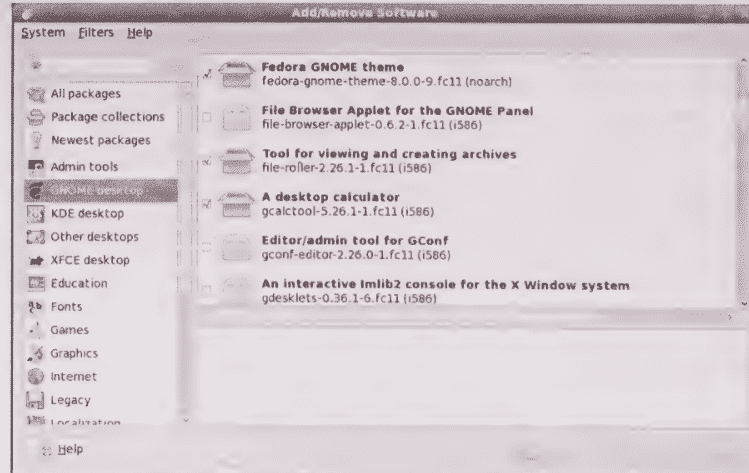 Add/Remove Software
System Filters Help
All packages
Package collections
Newest packages
Admin tools
GNOME desktop
KDE desktop
Other desktops
XFCE desktop
Education
Fonts
Games
Graphics
Internet
Legacy
Localization
Help
Fedora GNOME theme
fedora-gnome-theme-8.0.0-9.fc11 (noarch)
File Browser Applet for the GNOME Panel
file-browser-applet-0.6.2-1.fc11 (i586)
Tool for viewing and creating archives
file-roller-2.26.1-1.fc11 (i586)
A desktop calculator
gcalctool-5.26.1-1.fc11 (i586)
Editor/admin tool for GConf
gconf-editor-2.26.0-1.fc11 (i586)
An interactive Imlib2 console for the X Window system
gdesklets-0.36.1-6.fc11 (i586)